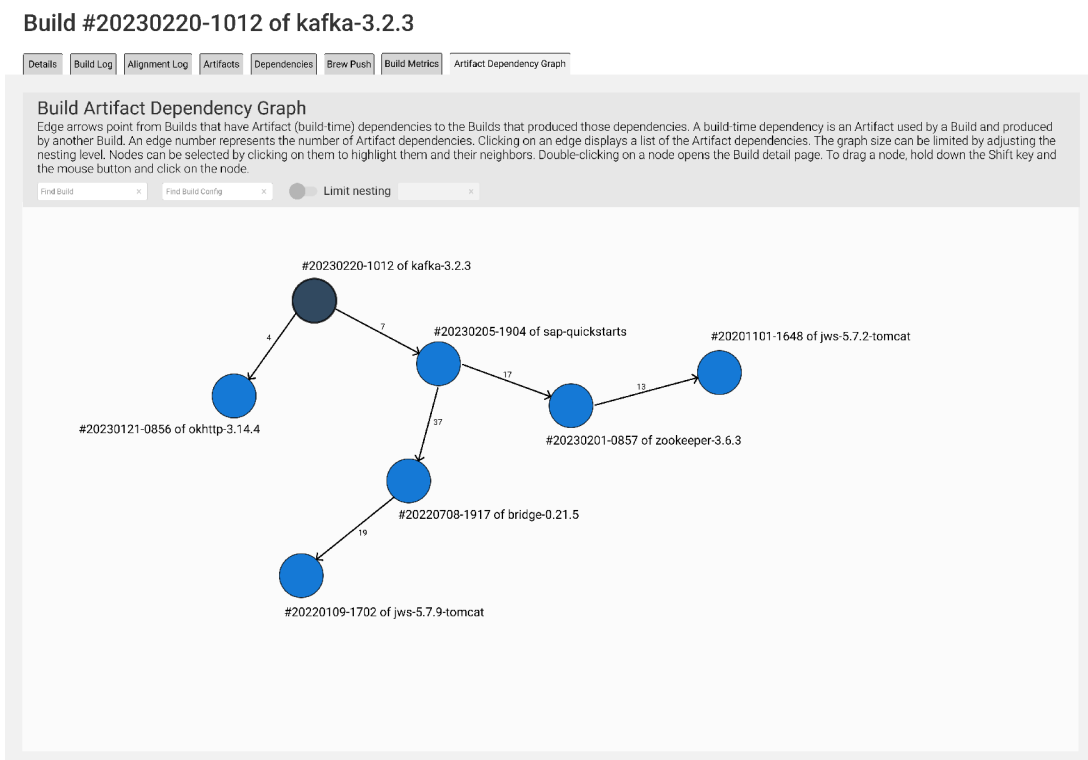 Build #20230220-1012 of kafka-3.2.3
Details Build Log Alignment Log Artifacts Dependencies Brew Push Build Metrics Artifact Dependency Graph
Build Artifact Dependency Graph
Edge arrows point from Builds that have Artifact (build-time) dependencies to the Builds that produced those dependencies. A build-time dependency is an Artifact used by a Build and produced
by another Build. An edge number represents the number of Artifact dependencies. Clicking on an edge displays a list of the Artifact dependencies. The graph size can be limited by adjusting the
nesting level. Nodes can be selected by clicking on them to highlight them and their neighbors. Double-clicking on a node opens the Build detail page. To drag a node, hold down the Shift key and
the mouse button and click on the node.
Find Build × Find Build Config × Limit nesting ×
#20230220-1012 of kafka-3.2.3
7
4
#20230205-1904 of sap-quickstarts
#20201101-1648 of jws-5.7.2-tomcat
17
13
#20230121-0856 of okhttp-3.14.4
37
#20230201-0857 of zookeeper-3.6.3
#20220708-1917 of bridge-0.21.5
19
#20220109-1702 of jws-5.7.9-tomcat